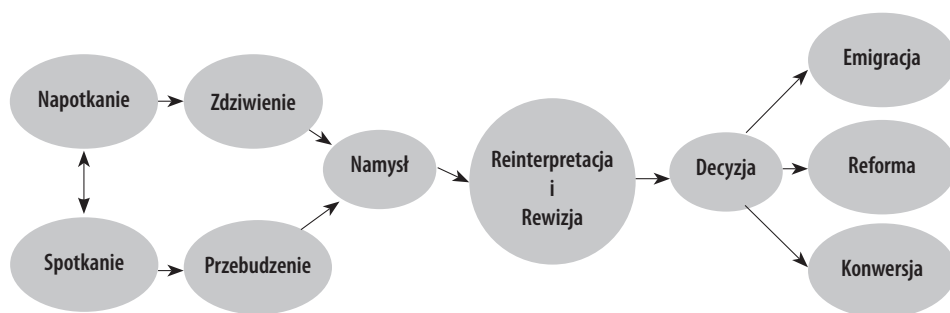 Napotkanie
Zdziwienie
Spotkanie
Przebudzenie
Namysł
Reinterpretacja
i
Rewizja
Decyzja
Emigracja
Reforma
Konwersja